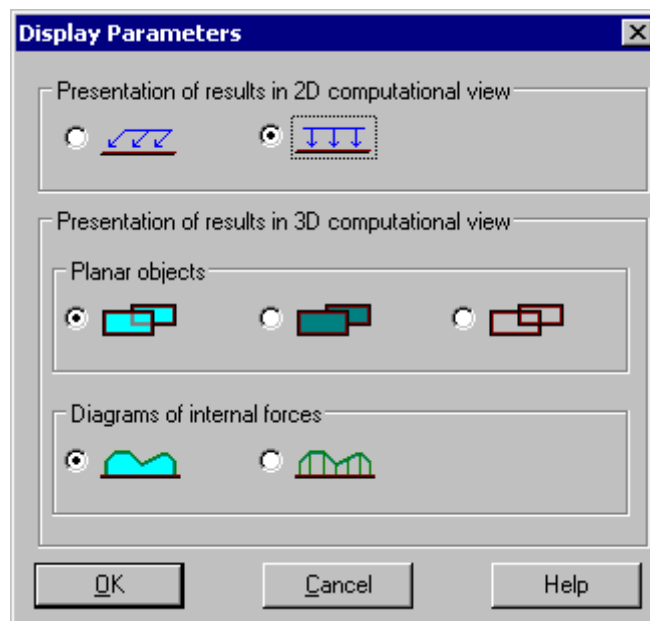 Display Parameters
Presentation of results in 2D computational view
Presentation of results in 3D computational view
Planar objects
Diagrams of internal forces
OK Cancel Help